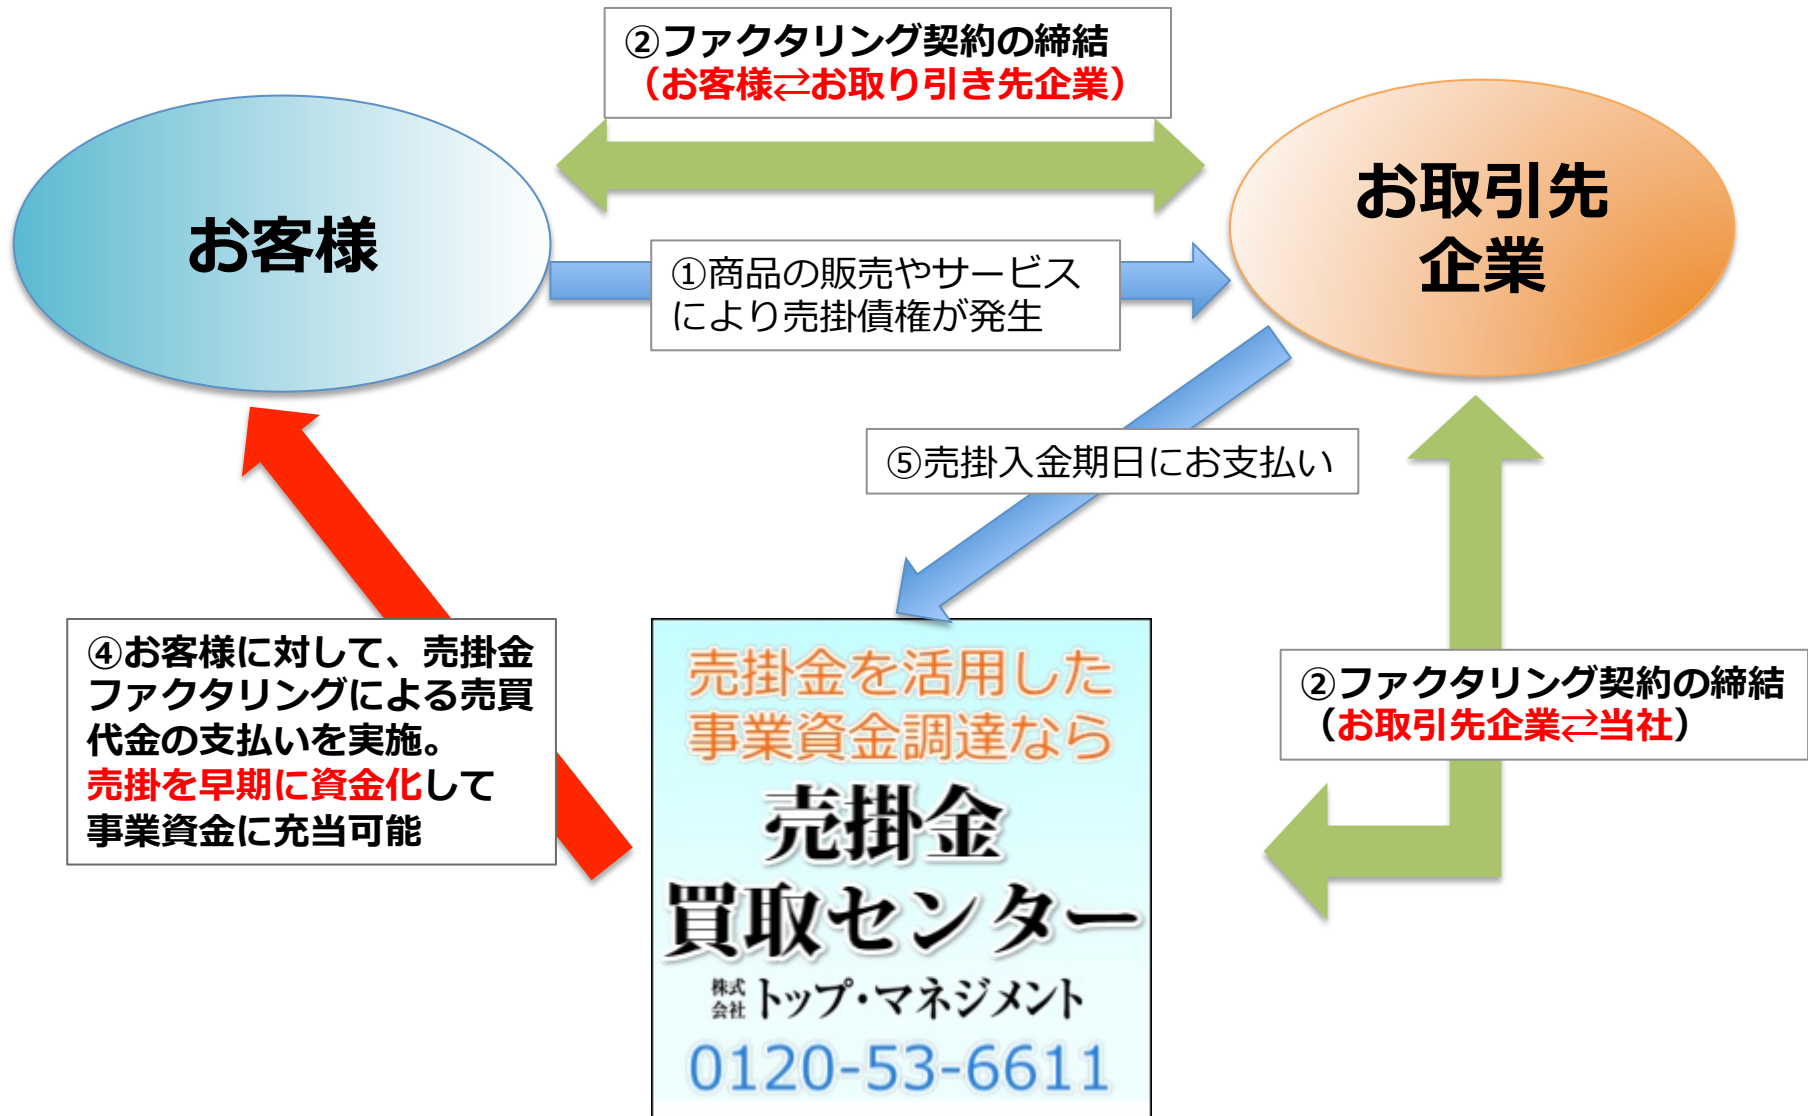 ②ファクタリング契約の締結
（お客様⇄お取り引き先企業）
お客様
お取引先
企業
①商品の販売やサービス
により売掛債権が発生
⑤売掛入金期日にお支払い
④お客様に対して、売掛金
ファクタリングによる売買
代金の支払いを実施。
売掛を早期に資金化して
事業資金に充当可能
②ファクタリング契約の締結
（お取引先企業⇄当社）
売掛金を活用した
事業資金調達なら
売掛金
買取センター
株式会社トップ・マネジメント
0120-53-6611